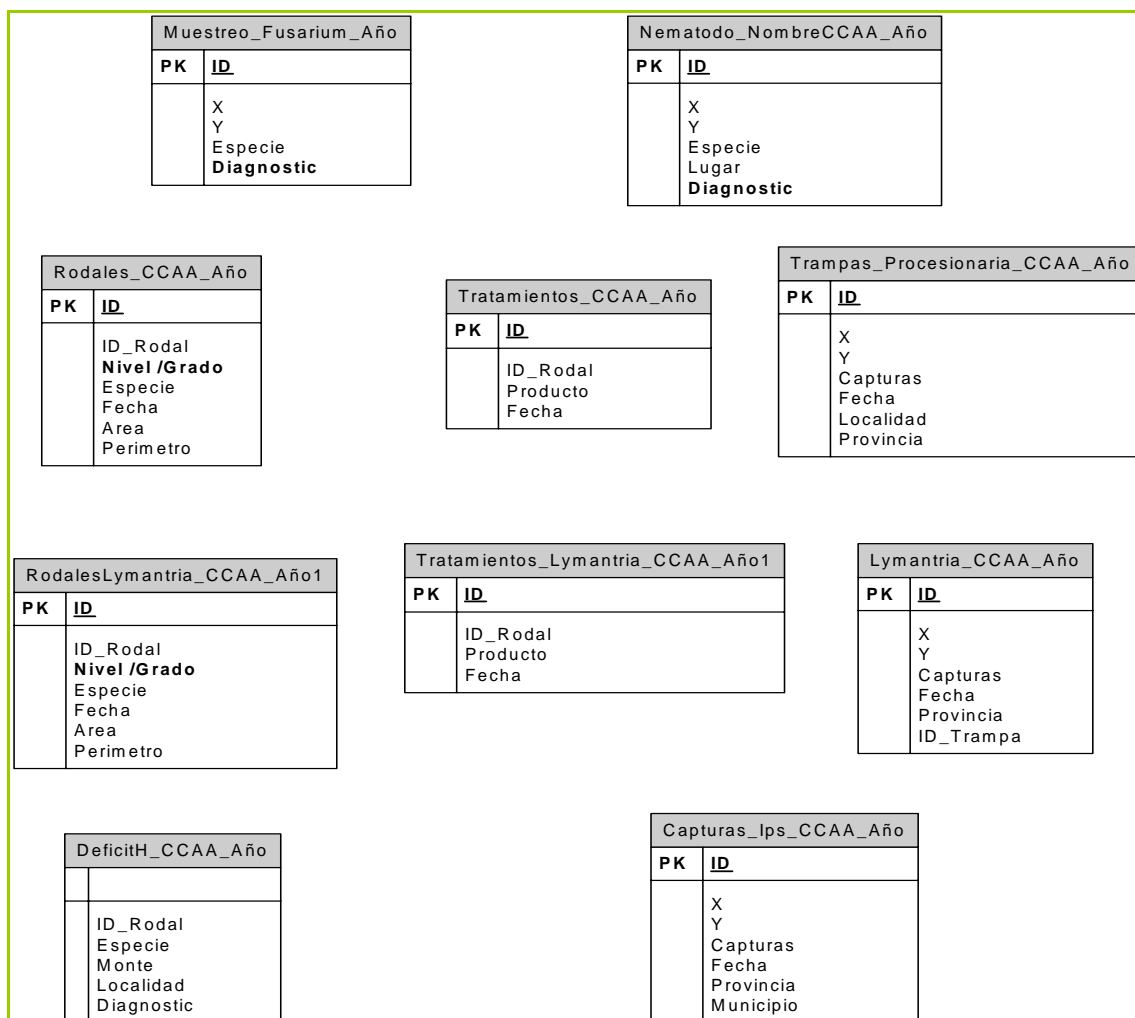 Muestreo_Fusarium_Año
PK ID
X
Y
Especie
Diagnostic
Nematodo_NombreCCAA_Año
PK ID
X
Y
Especie
Lugar
Diagnostic
Rodales_CCAA_Año
PK ID
ID_Rodal
Nivel /Grado
Especie
Fecha
Area
Perimetro
Tratamientos_CCAA_Año
PK ID
ID_Rodal
Producto
Fecha
Trampas_Procesionaria_CCAA_Año
PK ID
X
Y
Capturas
Fecha
Localidad
Provincia
RodalesLymantria_CCAA_Año1
PK ID
ID_Rodal
Nivel /Grado
Especie
Fecha
Area
Perimetro
Tratamientos_Lymantria_CCAA_Año1
PK ID
ID_Rodal
Producto
Fecha
Lymantria_CCAA_Año
PK ID
X
Y
Capturas
Fecha
Provincia
ID_Trampa
DeficitH_CCAA_Año
ID_Rodal
Especie
Monte
Localidad
Diagnostic
Capturas_Ips_CCAA_Año
PK ID
X
Y
Capturas
Fecha
Provincia
Municipio